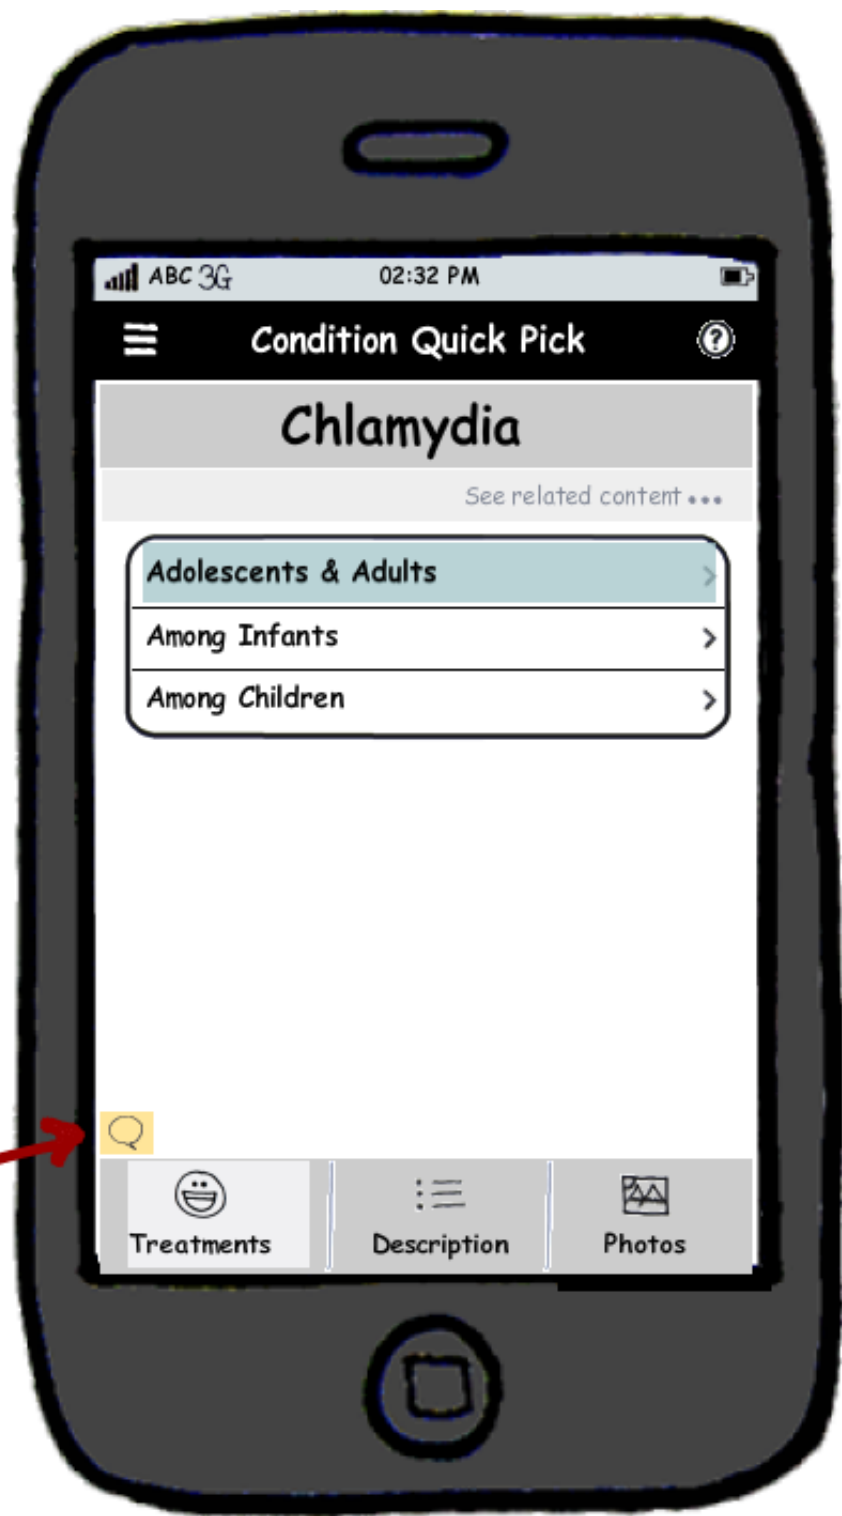 ABC 3G 02:32 PM
Condition Quick Pick ?
Chlamydia
See related content...
Adolescents & Adults
Among Infants
Among Children
Treatments Description Photos